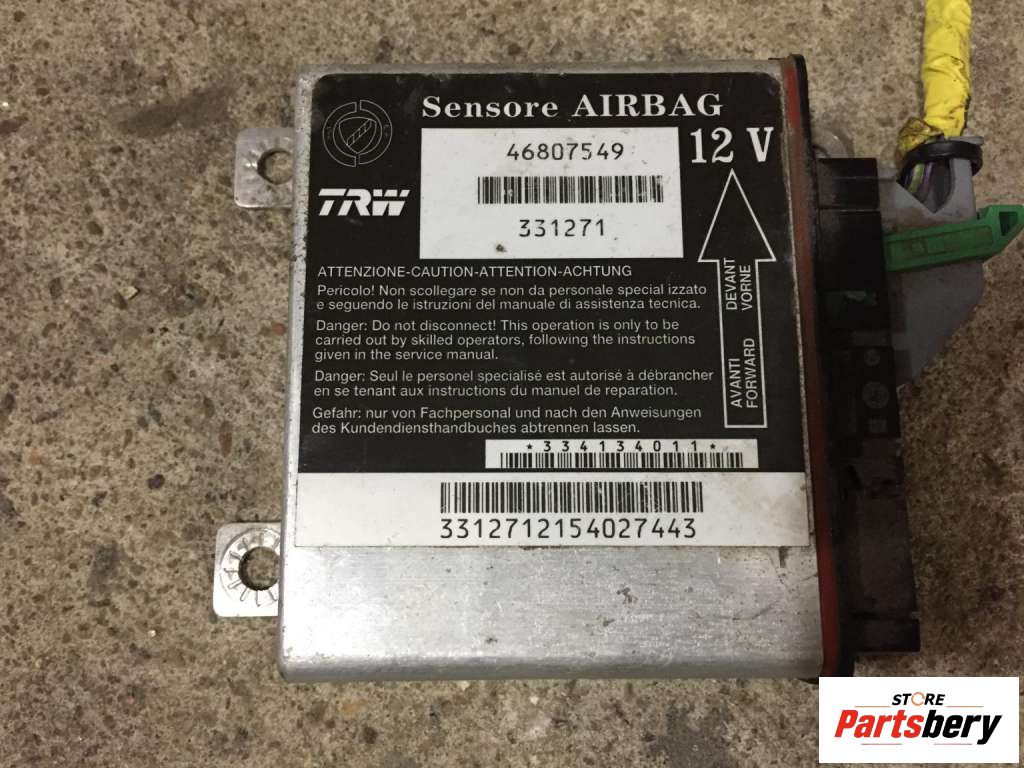 Sensore AIRBAG
46807549
12 V
TRW
331271
ATTENZIONE-CAUTION-ATTENTION-ACHTUNG
Pericolo! Non scollegare se non da personale special izzato
e seguendo le istruzioni del manuale di assistenza tecnica.
Danger: Do not disconnect! This operation is only to be
carried out by skilled operators, following the instructions
given in the service manual.
Danger: Seul le personel specialisé est autorisé à débrancher
en se tenant aux instructions du manuel de reparation.
Gefahr: nur von Fachpersonal und nach den Anweisungen
des Kundendiensthandbuches abtrennen lassen.
AVANTI DEVANT
FORWARD VORNE
*334134011*
3312712154027443
STORE
Partsbery